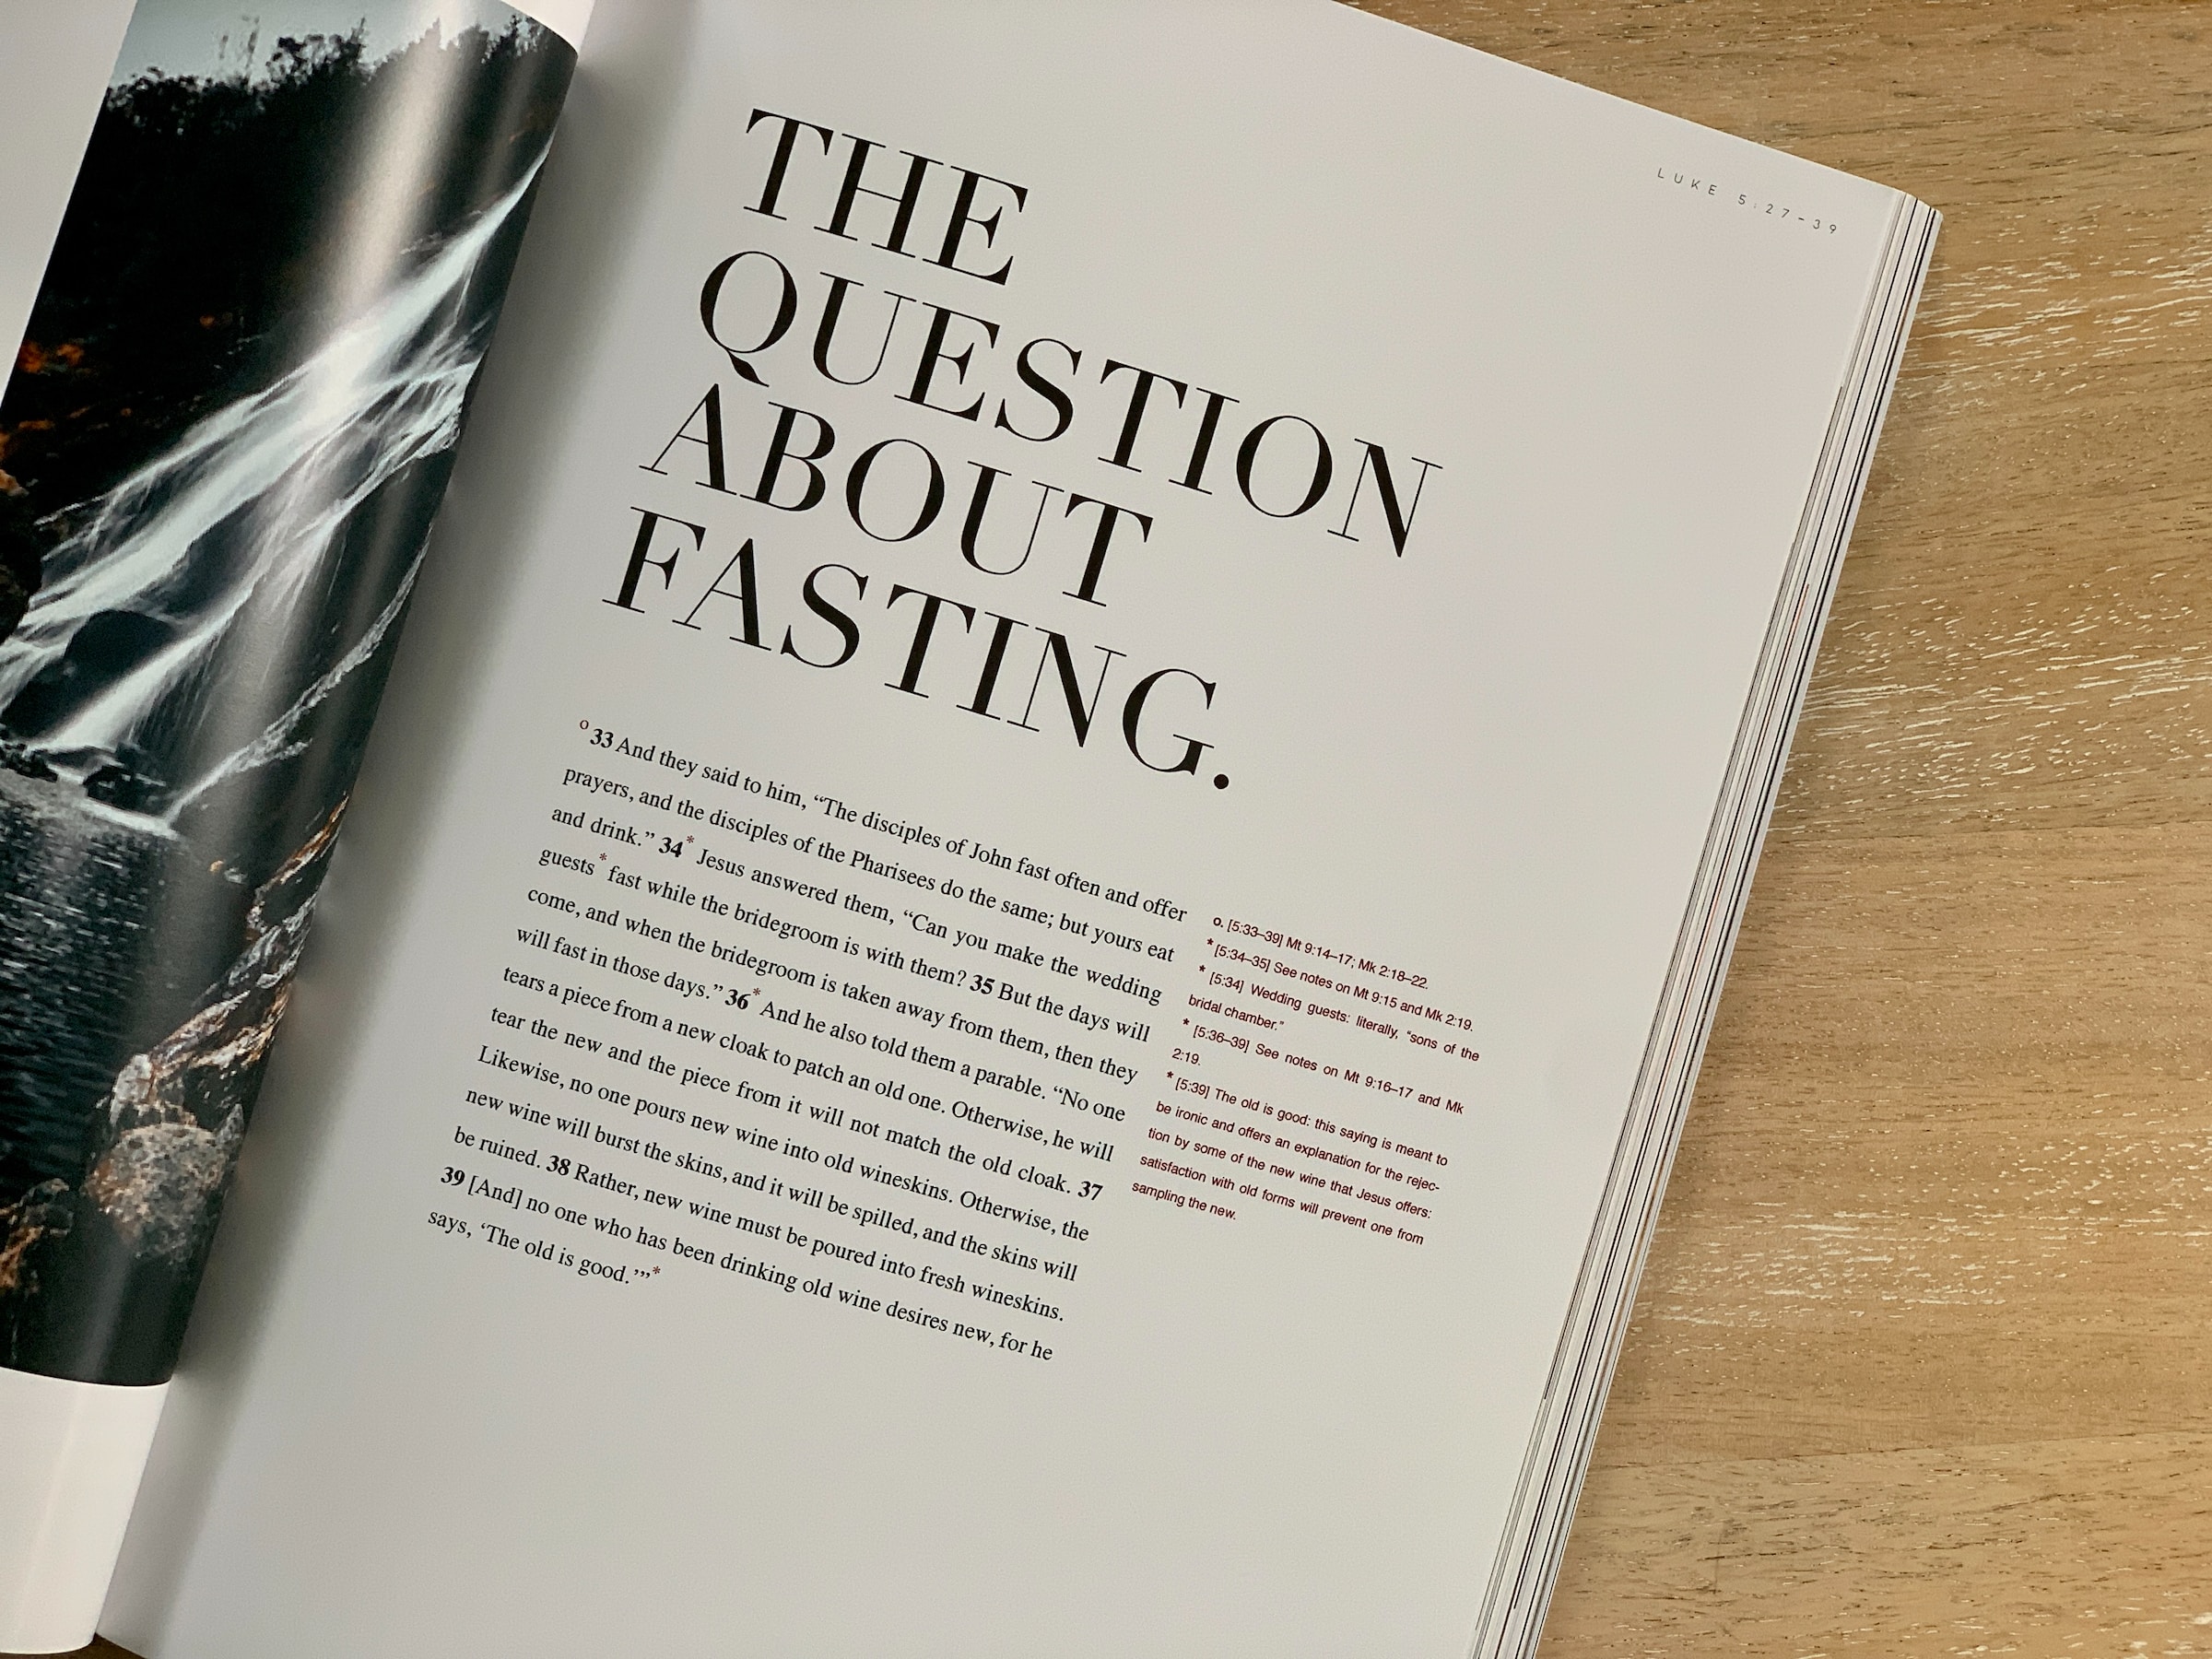 LUKE 5:27–39
THE
QUESTION
ABOUT
FASTING.
o 33 And they said to him, “The disciples of John fast often and offer
prayers, and the disciples of the Pharisees do the same; but yours eat
and drink.” 34* Jesus answered them, “Can you make the wedding
guests* fast while the bridegroom is with them? 35 But the days will
come, and when the bridegroom is taken away from them, then they
will fast in those days.” 36* And he also told them a parable. “No one
tears a piece from a new cloak to patch an old one. Otherwise, he will
tear the new and the piece from it will not match the old cloak. 37
Likewise, no one pours new wine into old wineskins. Otherwise, the
new wine will burst the skins, and it will be spilled, and the skins will
be ruined. 38 Rather, new wine must be poured into fresh wineskins.
39 [And] no one who has been drinking old wine desires new, for he
says, ‘The old is good.’”*
o. [5:33–39] Mt 9:14–17; Mk 2:18–22.
* [5:34–35] See notes on Mt 9:15 and Mk 2:19.
* [5:34] Wedding guests: literally, “sons of the
bridal chamber.”
* [5:36–39] See notes on Mt 9:16–17 and Mk
2:19.
* [5:39] The old is good: this saying is meant to
be ironic and offers an explanation for the rejec-
tion by some of the new wine that Jesus offers:
satisfaction with old forms will prevent one from
sampling the new.